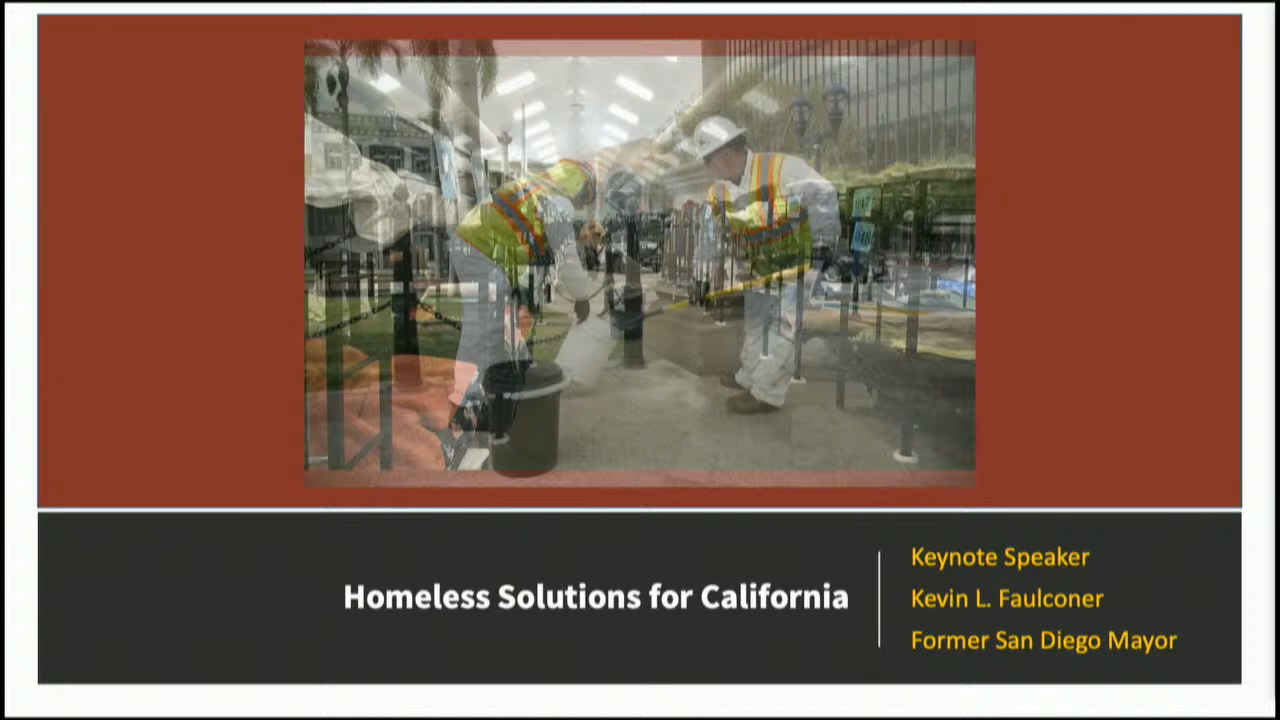 Homeless Solutions for California
Keynote Speaker
Kevin L. Faulconer
Former San Diego Mayor